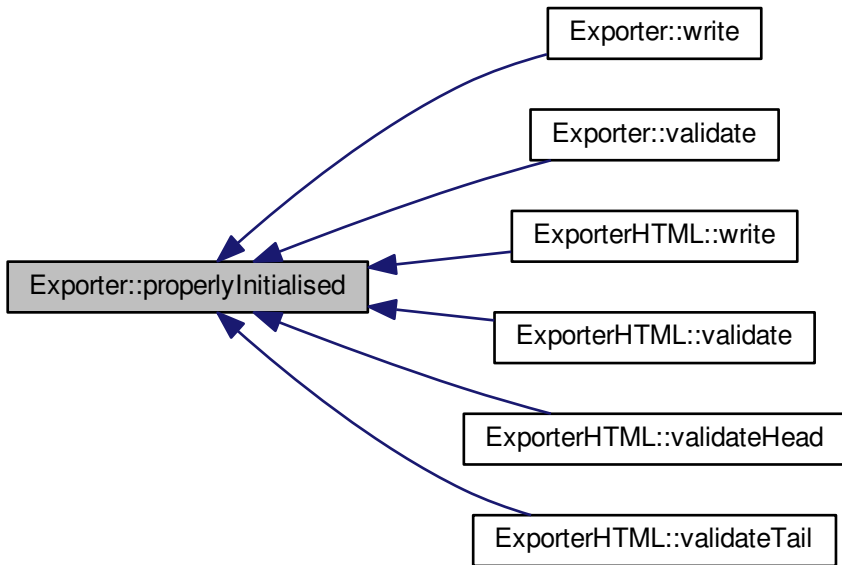 Exporter::write
Exporter::validate
ExporterHTML::write
Exporter::properlyInitialised
ExporterHTML::validate
ExporterHTML::validateHead
ExporterHTML::validateTail